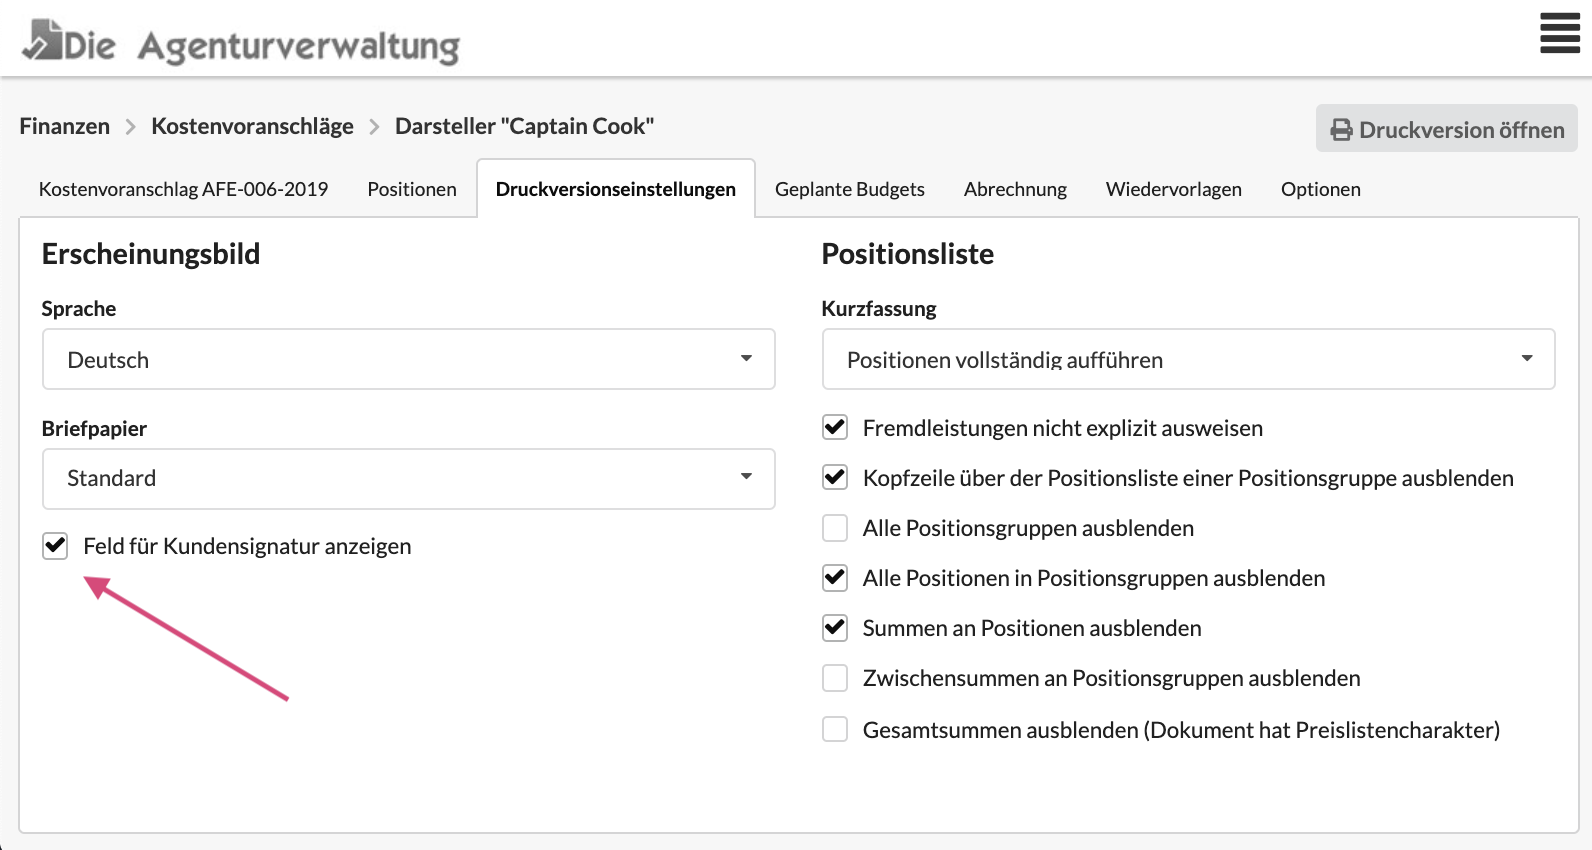 Die Agenturverwaltung
Finanzen > Kostenvoranschläge > Darsteller "Captain Cook"
Druckversion öffnen
Kostenvoranschlag AFE-006-2019 Positionen Druckversionseinstellungen Geplante Budgets Abrechnung Wiedervorlagen Optionen
Erscheinungsbild
Sprache
Deutsch
Briefpapier
Standard
Feld für Kundensignatur anzeigen
Positionsliste
Kurzfassung
Positionen vollständig aufführen
Fremdleistungen nicht explizit ausweisen
Kopfzeile über der Positionsliste einer Positionsgruppe ausblenden
Alle Positionsgruppen ausblenden
Alle Positionen in Positionsgruppen ausblenden
Summen an Positionen ausblenden
Zwischensummen an Positionsgruppen ausblenden
Gesamtsummen ausblenden (Dokument hat Preislistencharakter)